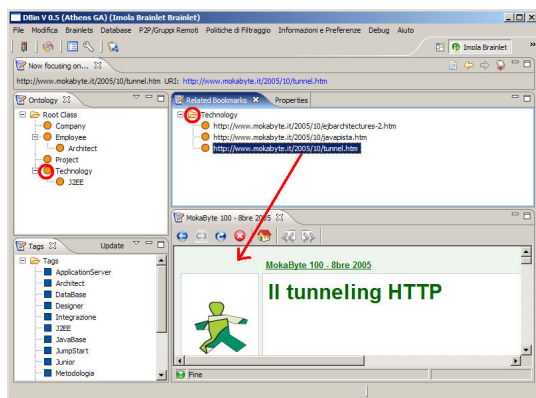 DBin V 0.5 (Athens GA) (Imola Brainlet Brainlet)
File Modifica Brainlets Database P2P/Gruppi Remoti Politiche di Filtraggio Informazioni e Preferenze Debug Aiuto
Imola Brainlet
Now focusing on...
http://www.mokabyte.it/2005/10/tunnel.htm URI: http://www.mokabyte.it/2005/10/tunnel.htm
Ontology
Root Class
Company
Employee
Architect
Project
Technology
J2EE
Related Bookmarks Properties
Technology
http://www.mokabyte.it/2005/10/ejbarchitectures-2.htm
http://www.mokabyte.it/2005/10/javapista.htm
http://www.mokabyte.it/2005/10/tunnel.htm
Tags Update
Tags
ApplicationServer
Architect
DataBase
Designer
Integrazione
J2EE
JavaBase
JumpStart
Junior
Metodologia
MokaByte 100 - 8bre 2005
MokaByte 100 - 8bre 2005
Il tunneling HTTP
Fine